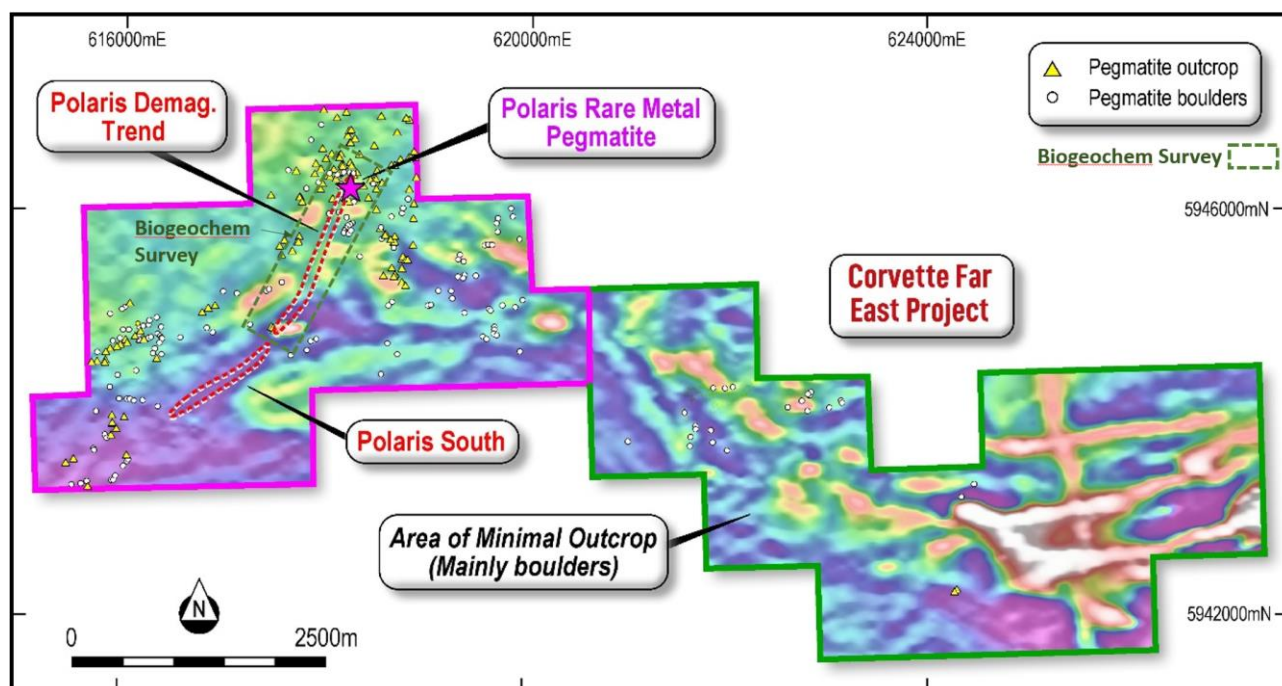 616000mE
620000mE
624000mE
Pegmatite outcrop
Pegmatite boulders
Biogeochem Survey
Polaris Demag.
Trend
Polaris Rare Metal
Pegmatite
5946000mN
Biogeochem
Survey
Corvette Far
East Project
Polaris South
Area of Minimal Outcrop
(Mainly boulders)
N
0
2500m
5942000mN